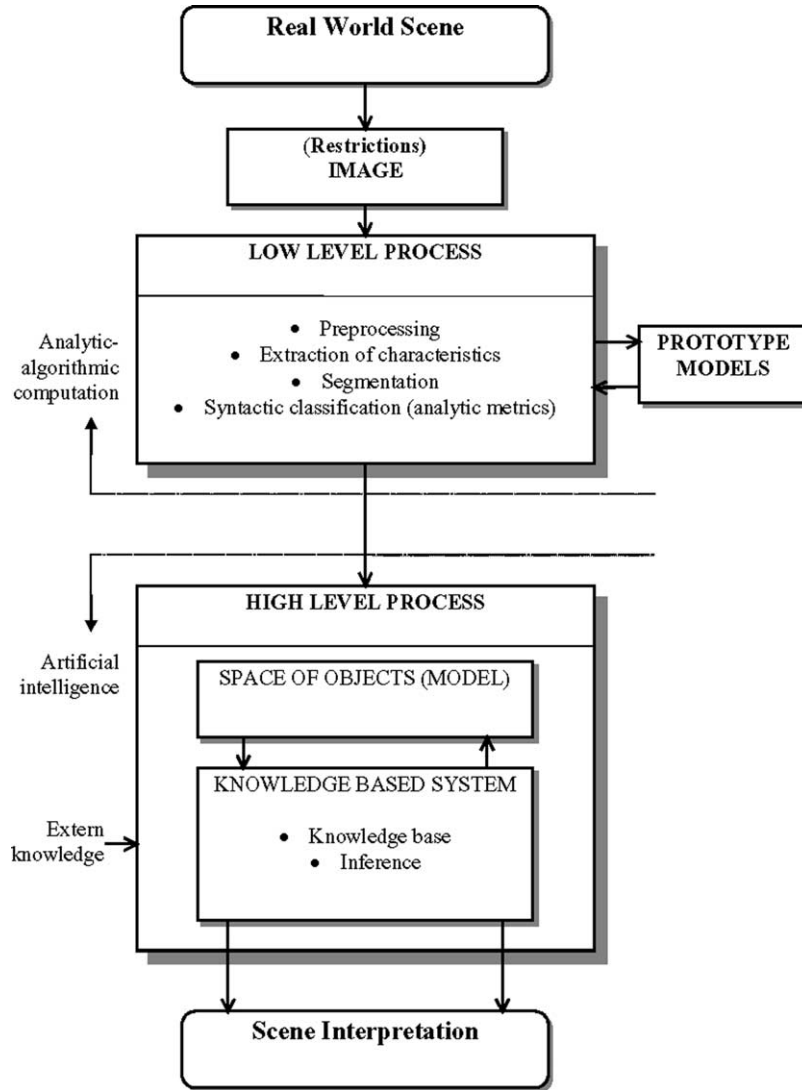 Real World Scene
(Restrictions)
IMAGE
LOW LEVEL PROCESS
• Preprocessing
• Extraction of characteristics
• Segmentation
• Syntactic classification (analytic metrics)
Analytic-
algorithmic
computation
PROTOTYPE
MODELS
HIGH LEVEL PROCESS
Artificial
intelligence
SPACE OF OBJECTS (MODEL)
KNOWLEDGE BASED SYSTEM
• Knowledge base
• Inference
Extern
knowledge
Scene Interpretation